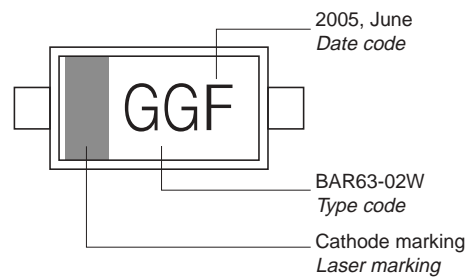 2005, June
Date code
GGF
BAR63-02W
Type code
Cathode marking
Laser marking